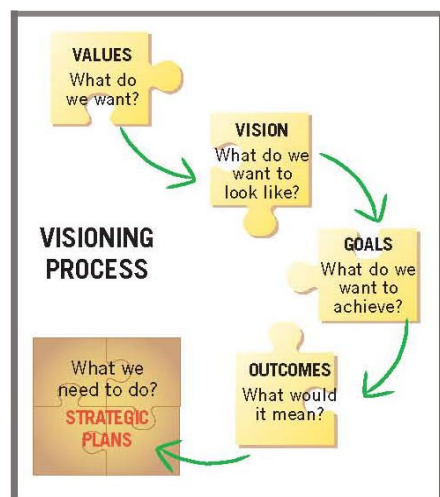 VALUES
What do
we want?
VISION
What do we
want to
look like?
VISIONING
PROCESS
GOALS
What do we
want to
achieve?
OUTCOMES
What would
it mean?
What we
need to do?
STRATEGIC
PLANS